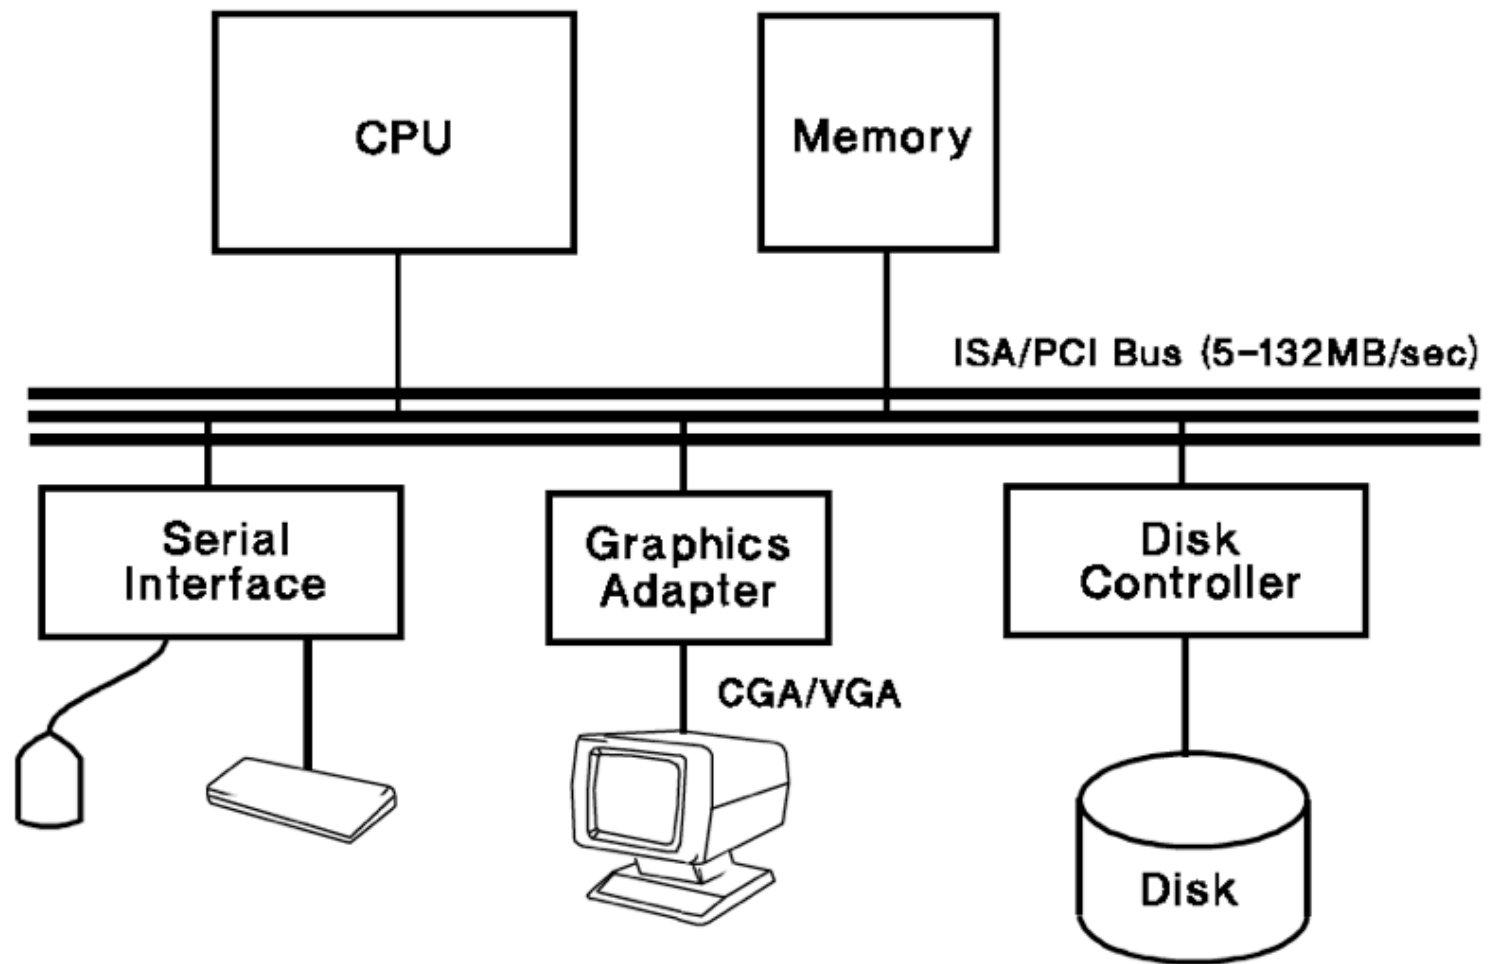 CPU
Memory
ISA/PCI Bus (5-132MB/sec)
Serial
Interface
Graphics
Adapter
Disk
Controller
CGA/VGA
Disk